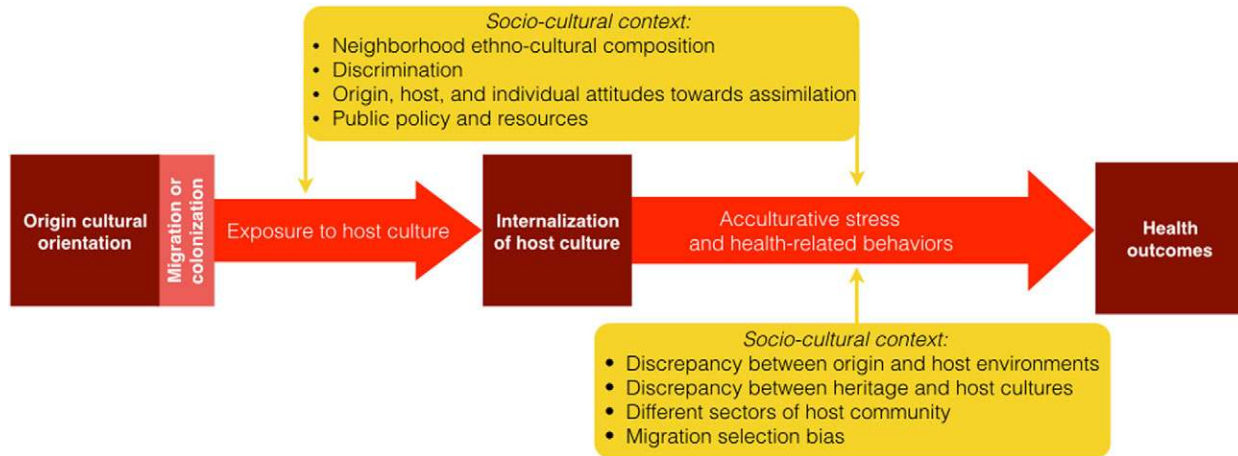 Socio-cultural context:
• Neighborhood ethno-cultural composition
• Discrimination
• Origin, host, and individual attitudes towards assimilation
• Public policy and resources
Origin cultural
orientation
Migration or
colonization
Exposure to host culture
Internalization
of host culture
Acculturative stress
and health-related behaviors
Health
outcomes
Socio-cultural context:
• Discrepancy between origin and host environments
• Discrepancy between heritage and host cultures
• Different sectors of host community
• Migration selection bias